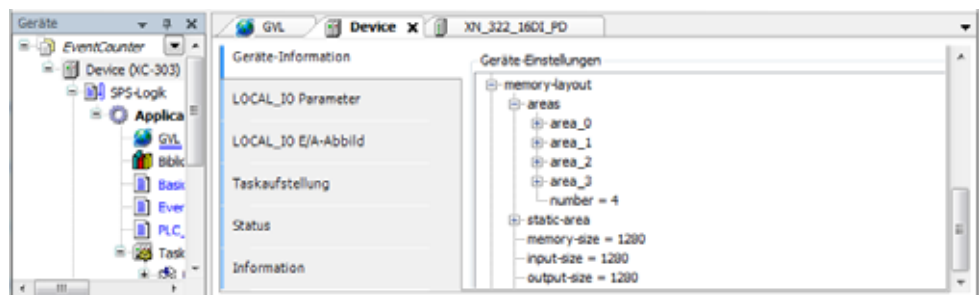 Geräte
EventCounter
Device (XC-303)
SPS-Logik
Applica
GVL
Biblic
Basic
Ever
PLC_
Task
GVL
Device
XN_322_16DI_PD
Geräte-Information
LOCAL_IO Parameter
LOCAL_IO E/A-Abbild
Taskaufstellung
Status
Information
Geräte-Einstellungen
memory-layout
areas
area_0
area_1
area_2
area_3
number = 4
static-area
memory-size = 1280
input-size = 1280
output-size = 1280